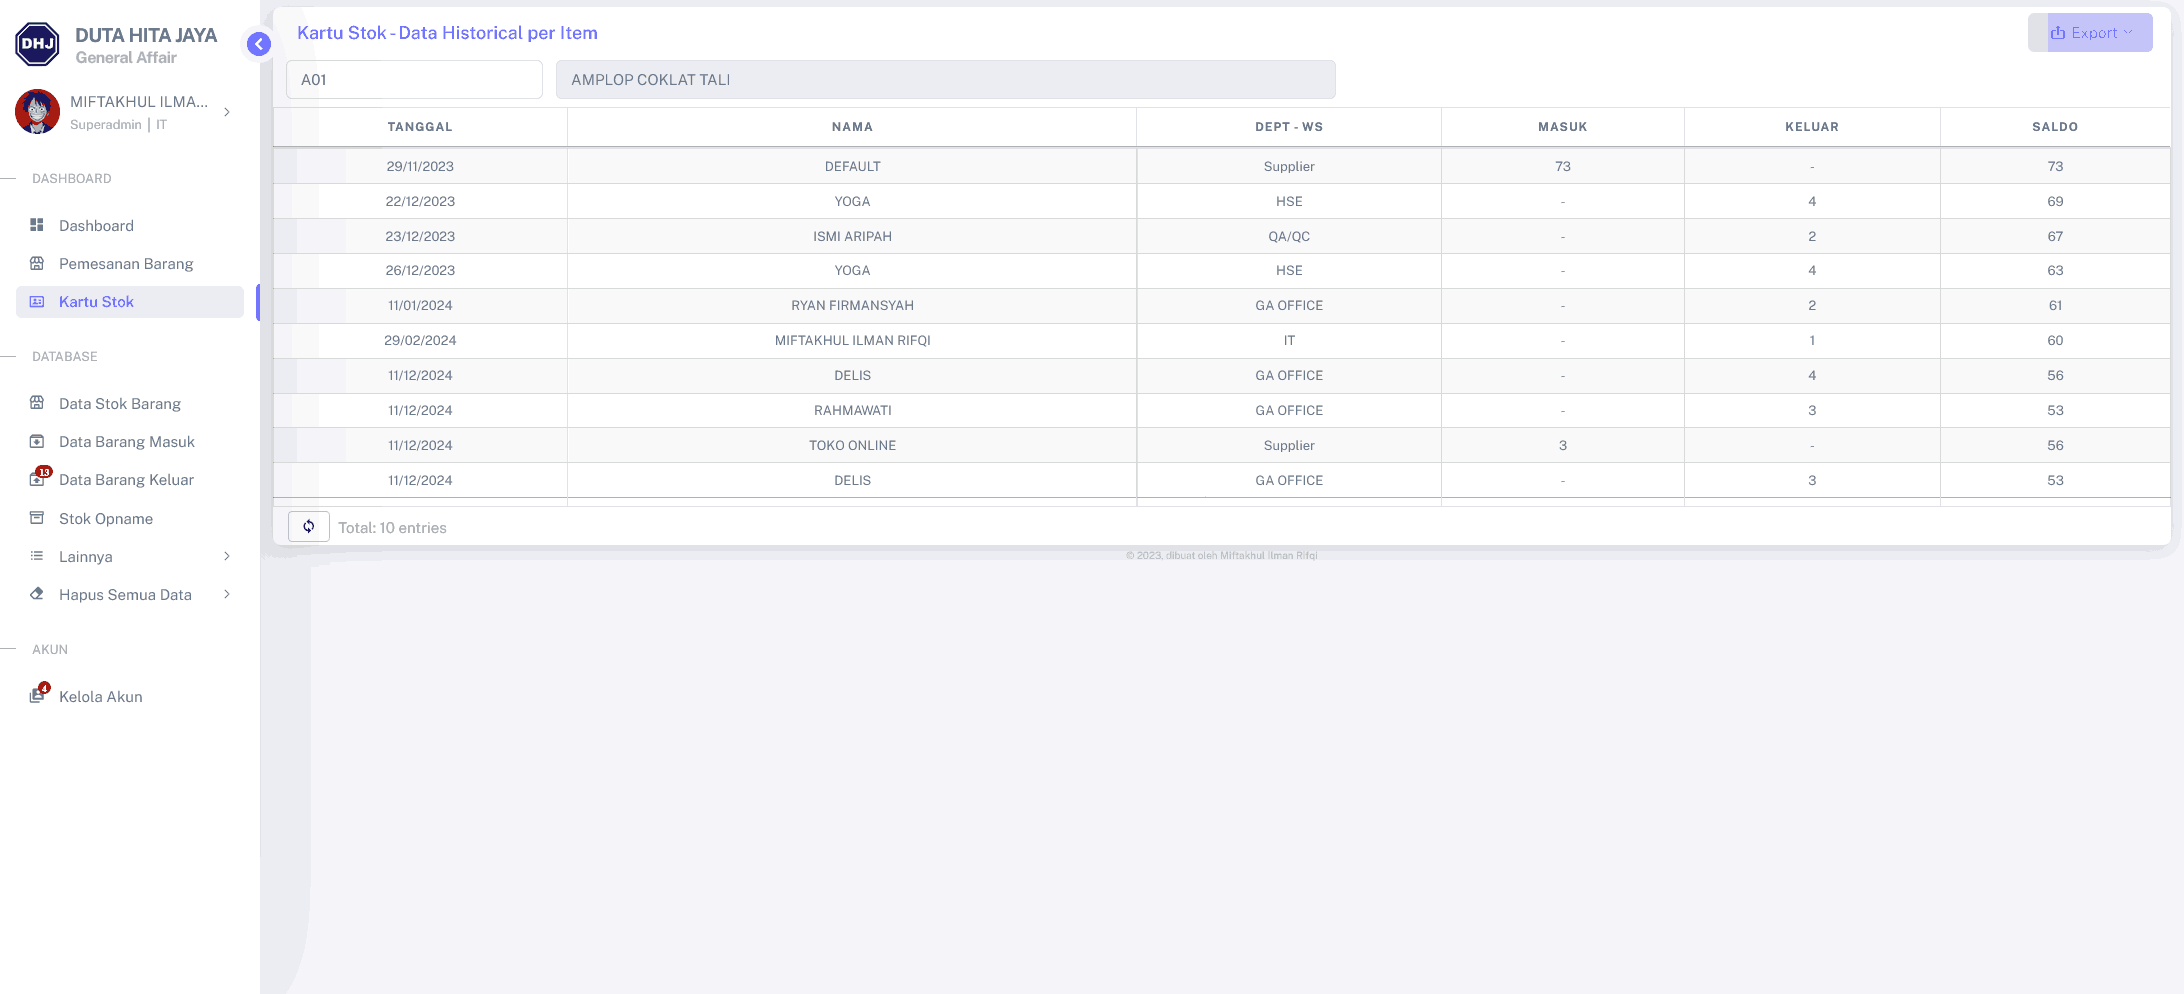 DHJ
DUTA HITA JAYA
General Affair
MIFTAKHUL ILMA...
Superadmin | IT
DASHBOARD
Dashboard
Pemesanan Barang
Kartu Stok
DATABASE
Data Stok Barang
Data Barang Masuk
13
Data Barang Keluar
Stok Opname
Lainnya
Hapus Semua Data
AKUN
4
Kelola Akun
Kartu Stok - Data Historical per Item
Export
A01
AMPLOP COKLAT TALI
TANGGAL NAMA DEPT - WS MASUK KELUAR SALDO
29/11/2023 DEFAULT Supplier 73 - 73
22/12/2023 YOGA HSE - 4 69
23/12/2023 ISMI ARIPAH QA/QC - 2 67
26/12/2023 YOGA HSE - 4 63
11/01/2024 RYAN FIRMANSYAH GA OFFICE - 2 61
29/02/2024 MIFTAKHUL ILMAN RIFQI IT - 1 60
11/12/2024 DELIS GA OFFICE - 4 56
11/12/2024 RAHMAWATI GA OFFICE - 3 53
11/12/2024 TOKO ONLINE Supplier 3 - 56
11/12/2024 DELIS GA OFFICE - 3 53
Total: 10 entries
© 2023, dibuat oleh Miftakhul Ilman Rifqi